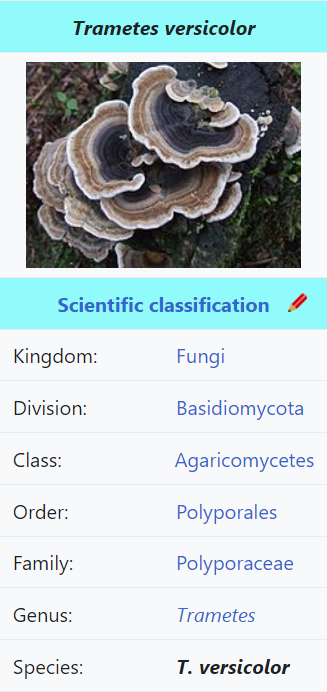 Trametes versicolor
Scientific classification
Kingdom: Fungi
Division: Basidiomycota
Class: Agaricomycetes
Order: Polyporales
Family: Polyporaceae
Genus: Trametes
Species: T. versicolor